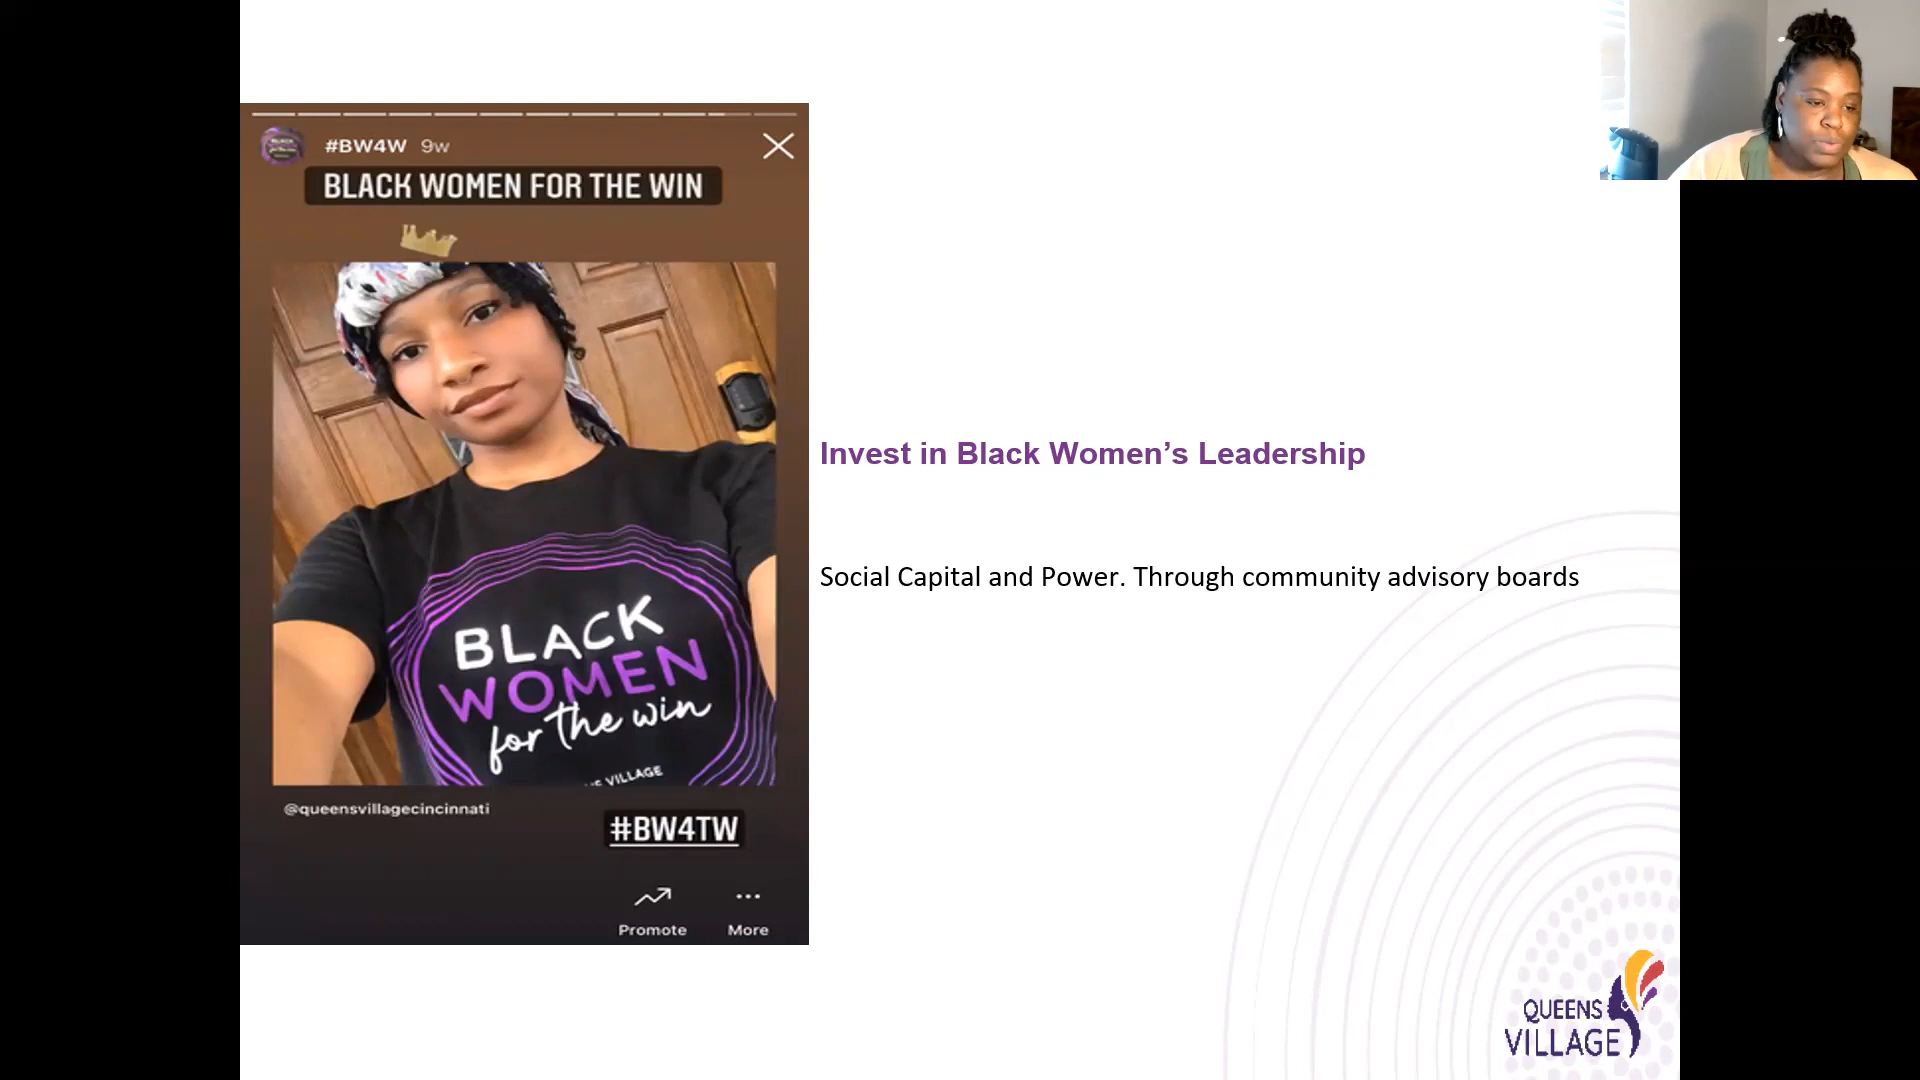 #BW4W 9w
BLACK WOMEN FOR THE WIN
BLACK
WOMEN
for the win
VILLAGE
@queensvillagecincinnati
#BW4TW
Promote More
Invest in Black Women’s Leadership
Social Capital and Power. Through community advisory boards
QUEENS
VILLAGE